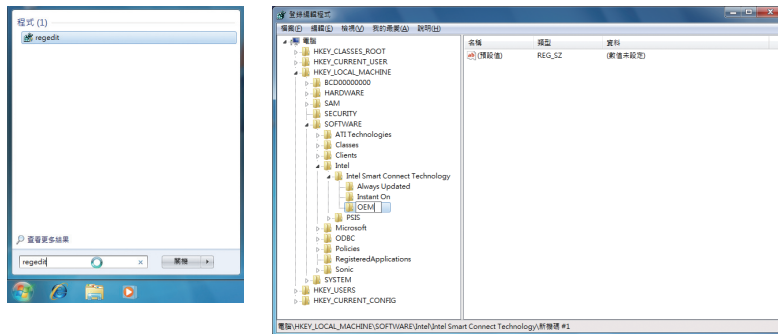 程式 (1)
regedit
查看更多結果
regedit
×
關機
登錄編輯程式
檔案(F) 編輯(E) 檢視(V) 我的最愛(A) 說明(H)
電腦
HKEY_CLASSES_ROOT
HKEY_CURRENT_USER
HKEY_LOCAL_MACHINE
BCD00000000
HARDWARE
SAM
SECURITY
SOFTWARE
ATI Technologies
Classes
Clients
Intel
Intel Smart Connect Technology
Always Updated
Instant On
OEM
PSIS
Microsoft
ODBC
Policies
RegisteredApplications
Sonic
SYSTEM
HKEY_USERS
HKEY_CURRENT_CONFIG
名稱 類型 資料
ab (預設值) REG_SZ (數值未設定)
電腦\HKEY_LOCAL_MACHINE\SOFTWARE\Intel\Intel Smart Connect Technology\新機碼 #1